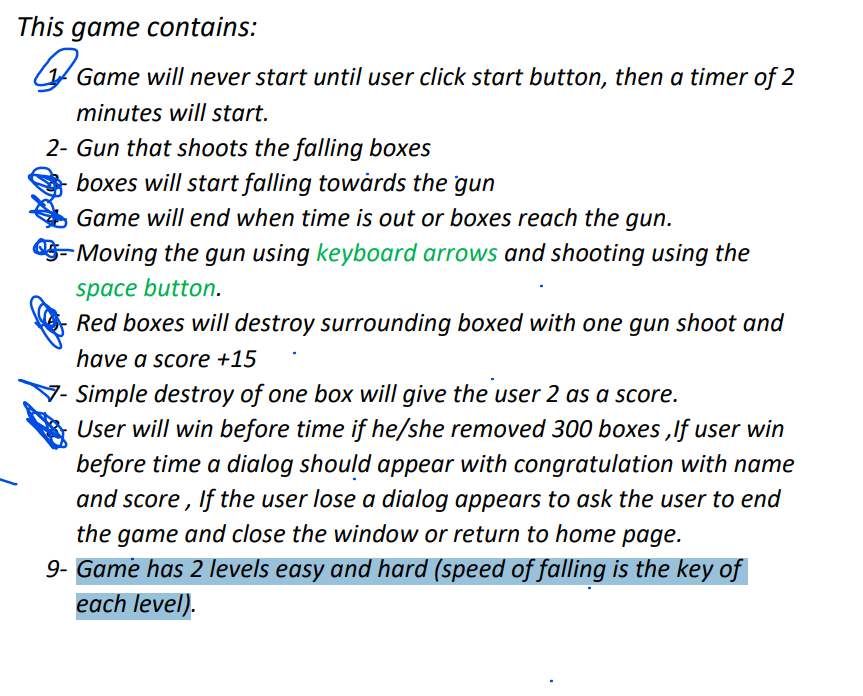 This game contains:
1- Game will never start until user click start button, then a timer of 2
minutes will start.
2- Gun that shoots the falling boxes
3- boxes will start falling towards the gun
4- Game will end when time is out or boxes reach the gun.
5- Moving the gun using keyboard arrows and shooting using the
space button.
6- Red boxes will destroy surrounding boxed with one gun shoot and
have a score +15
7- Simple destroy of one box will give the user 2 as a score.
8- User will win before time if he/she removed 300 boxes ,If user win
before time a dialog should appear with congratulation with name
and score , If the user lose a dialog appears to ask the user to end
the game and close the window or return to home page.
9- Game has 2 levels easy and hard (speed of falling is the key of
each level).